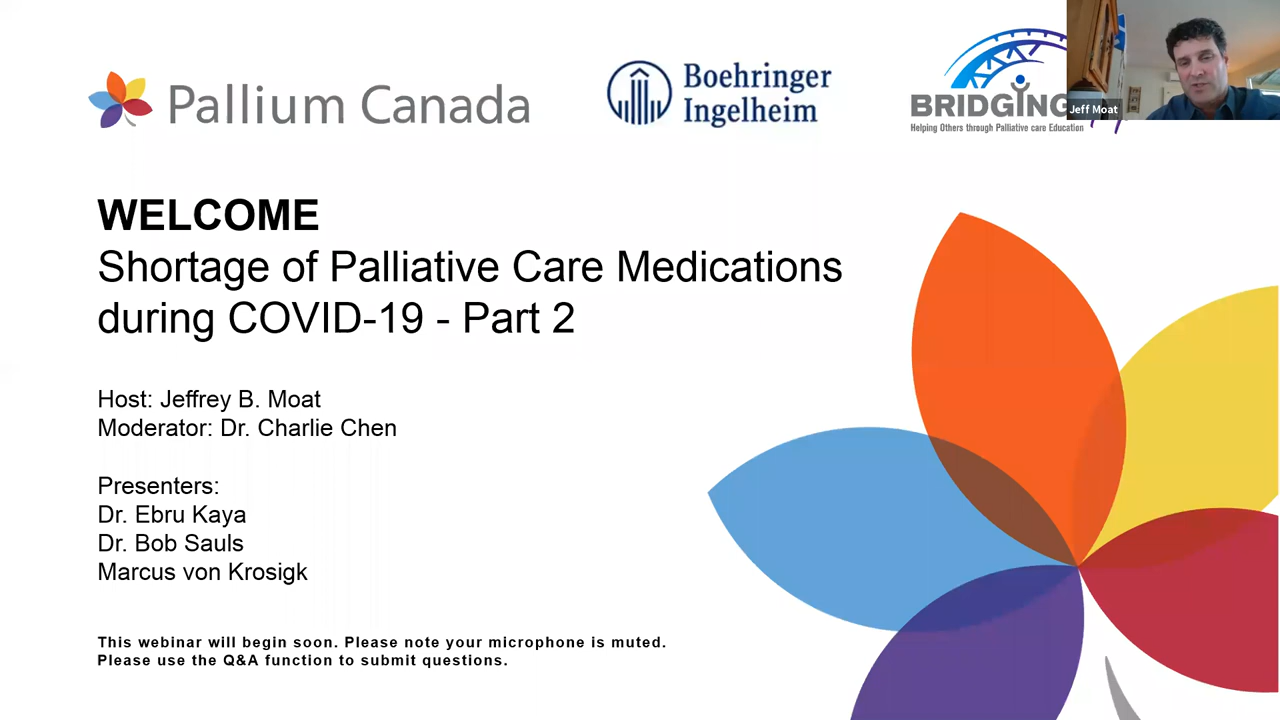 Pallium Canada
Boehringer
Ingelheim
BRIDGING
Helping Others through Palliative care Education
Jeff Moat
WELCOME
Shortage of Palliative Care Medications
during COVID-19 - Part 2
Host: Jeffrey B. Moat
Moderator: Dr. Charlie Chen
Presenters:
Dr. Ebru Kaya
Dr. Bob Sauls
Marcus von Krosigk
This webinar will begin soon. Please note your microphone is muted.
Please use the Q&A function to submit questions.